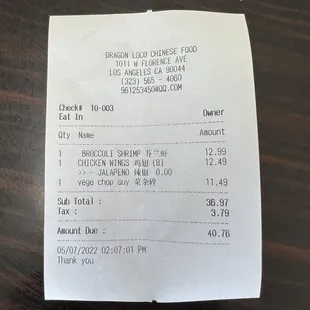 DRAGON LOCO CHINESE FOOD
1011 W FLORENCE AVE
LOS ANGELES CA 90044
(323) 565 - 4060
961253450@QQ.COM
Check# 10-003
Eat In Owner
Qty Name Amount
1 BROCCOLI SHRIMP 芥兰虾 12.99
1 CHICKEN WINGS 鸡翅 (8) 12.49
>> - JALAPENO 辣椒 0.00
1 vege chop suy 菜杂碎 11.49
Sub Total : 36.97
Tax : 3.79
Amount Due : 40.76
05/07/2022 02:07:01 PM
Thank you